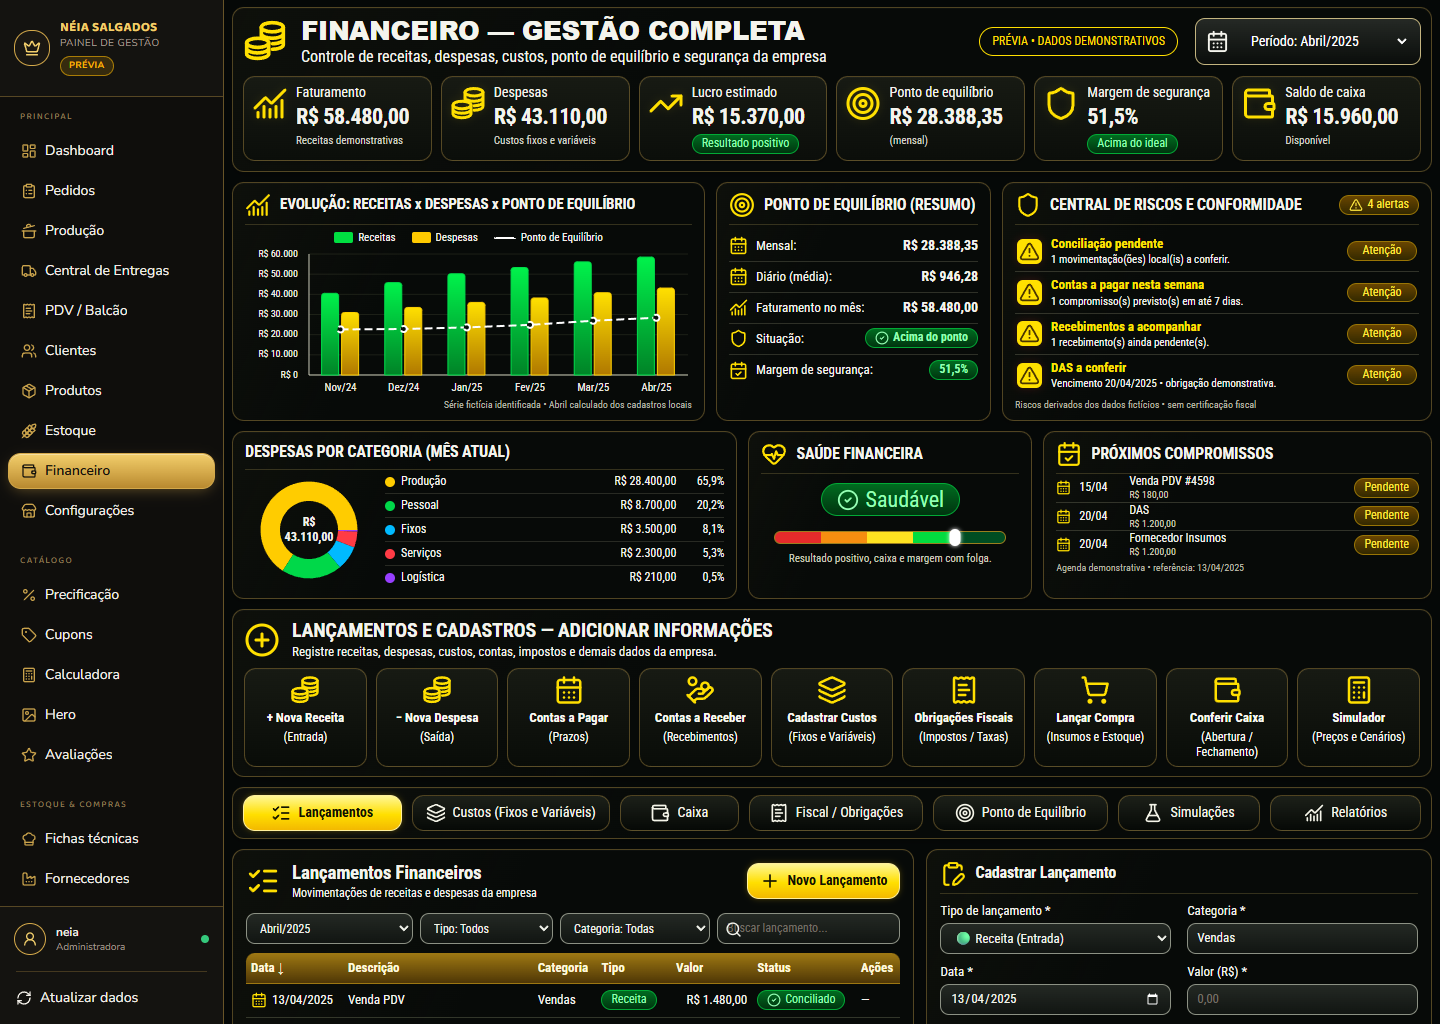 NÉIA SALGADOS
PAINEL DE GESTÃO
PRÉVIA
PRINCIPAL
Dashboard
Pedidos
Produção
Central de Entregas
PDV / Balcão
Clientes
Produtos
Estoque
Financeiro
Configurações
CATÁLOGO
Precificação
Cupons
Calculadora
Hero
Avaliações
ESTOQUE & COMPRAS
Fichas técnicas
Fornecedores
neia
Administradora
Atualizar dados
FINANCEIRO — GESTÃO COMPLETA
Controle de receitas, despesas, custos, ponto de equilíbrio e segurança da empresa
PRÉVIA • DADOS DEMONSTRATIVOS
Período: Abril/2025
Faturamento
R$ 58.480,00
Receitas demonstrativas
Despesas
R$ 43.110,00
Custos fixos e variáveis
Lucro estimado
R$ 15.370,00
Resultado positivo
Ponto de equilíbrio
R$ 28.388,35
(mensal)
Margem de segurança
51,5%
Acima do ideal
Saldo de caixa
R$ 15.960,00
Disponível
EVOLUÇÃO: RECEITAS x DESPESAS x PONTO DE EQUILÍBRIO
Receitas
Despesas
Ponto de Equilíbrio
R$ 60.000
R$ 50.000
R$ 40.000
R$ 30.000
R$ 20.000
R$ 10.000
R$ 0
Nov/24
Dez/24
Jan/25
Fev/25
Mar/25
Abr/25
Série fictícia identificada • Abril calculado dos cadastros locais
PONTO DE EQUILÍBRIO (RESUMO)
Mensal: R$ 28.388,35
Diário (média): R$ 946,28
Faturamento no mês: R$ 58.480,00
Situação: Acima do ponto
Margem de segurança: 51,5%
CENTRAL DE RISCOS E CONFORMIDADE
4 alertas
Conciliação pendente
1 movimentação(ões) local(is) a conferir.
Atenção
Contas a pagar nesta semana
1 compromisso(s) previsto(s) em até 7 dias.
Atenção
Recebimentos a acompanhar
1 recebimento(s) ainda pendente(s).
Atenção
DAS a conferir
Vencimento 20/04/2025 • obrigação demonstrativa.
Atenção
Riscos derivados dos dados fictícios • sem certificação fiscal
DESPESAS POR CATEGORIA (MÊS ATUAL)
R$
43.110,00
Produção R$ 28.400,00 65,9%
Pessoal R$ 8.700,00 20,2%
Fixos R$ 3.500,00 8,1%
Serviços R$ 2.300,00 5,3%
Logística R$ 210,00 0,5%
SAÚDE FINANCEIRA
Saudável
Resultado positivo, caixa e margem com folga.
PRÓXIMOS COMPROMISSOS
15/04 Venda PDV #4598
R$ 180,00
Pendente
20/04 DAS
R$ 1.200,00
Pendente
20/04 Fornecedor Insumos
R$ 1.200,00
Pendente
Agenda demonstrativa • referência: 13/04/2025
LANÇAMENTOS E CADASTROS — ADICIONAR INFORMAÇÕES
Registre receitas, despesas, custos, contas, impostos e demais dados da empresa.
+ Nova Receita
(Entrada)
− Nova Despesa
(Saída)
Contas a Pagar
(Prazos)
Contas a Receber
(Recebimentos)
Cadastrar Custos
(Fixos e Variáveis)
Obrigações Fiscais
(Impostos / Taxas)
Lançar Compra
(Insumos e Estoque)
Conferir Caixa
(Abertura /
Fechamento)
Simulador
(Preços e Cenários)
Lançamentos
Custos (Fixos e Variáveis)
Caixa
Fiscal / Obrigações
Ponto de Equilíbrio
Simulações
Relatórios
Lançamentos Financeiros
Movimentações de receitas e despesas da empresa
Novo Lançamento
Abril/2025
Tipo: Todos
Categoria: Todas
Buscar lançamento...
Data ↓ Descrição Categoria Tipo Valor Status Ações
13/04/2025 Venda PDV Vendas Receita R$ 1.480,00 Conciliado —
Cadastrar Lançamento
Tipo de lançamento *
Receita (Entrada)
Categoria *
Vendas
Data *
13/04/2025
Valor (R$) *
0,00